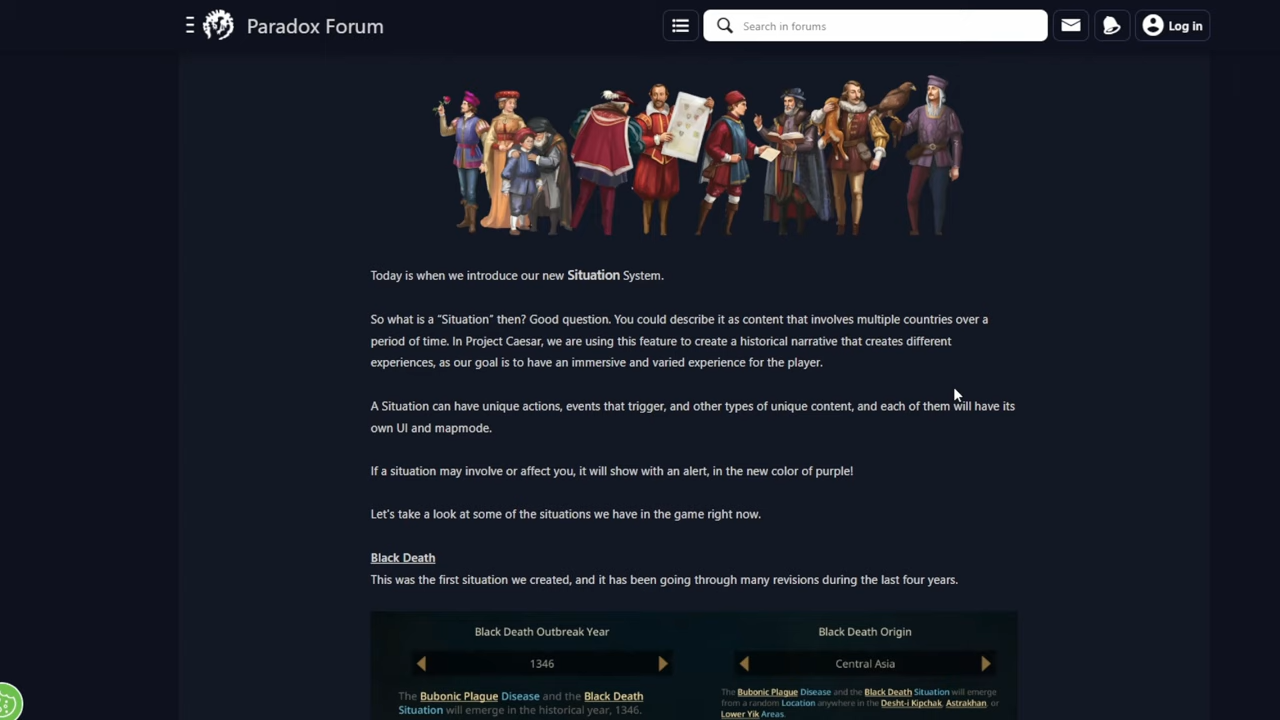 Paradox Forum
Search in forums
Log in
Today is when we introduce our new Situation System.
So what is a "Situation" then? Good question. You could describe it as content that involves multiple countries over a
period of time. In Project Caesar, we are using this feature to create a historical narrative that creates different
experiences, as our goal is to have an immersive and varied experience for the player.
A Situation can have unique actions, events that trigger, and other types of unique content, and each of them will have its
own UI and mapmode.
If a situation may involve or affect you, it will show with an alert, in the new color of purple!
Let's take a look at some of the situations we have in the game right now.
Black Death
This was the first situation we created, and it has been going through many revisions during the last four years.
Black Death Outbreak Year
1346
The Bubonic Plague Disease and the Black Death
Situation will emerge in the historical year, 1346.
Black Death Origin
Central Asia
The Bubonic Plague Disease and the Black Death Situation will emerge
from a random Location anywhere in the Desht-i Kipchak, Astrakhan, or
Lower Yik Areas.